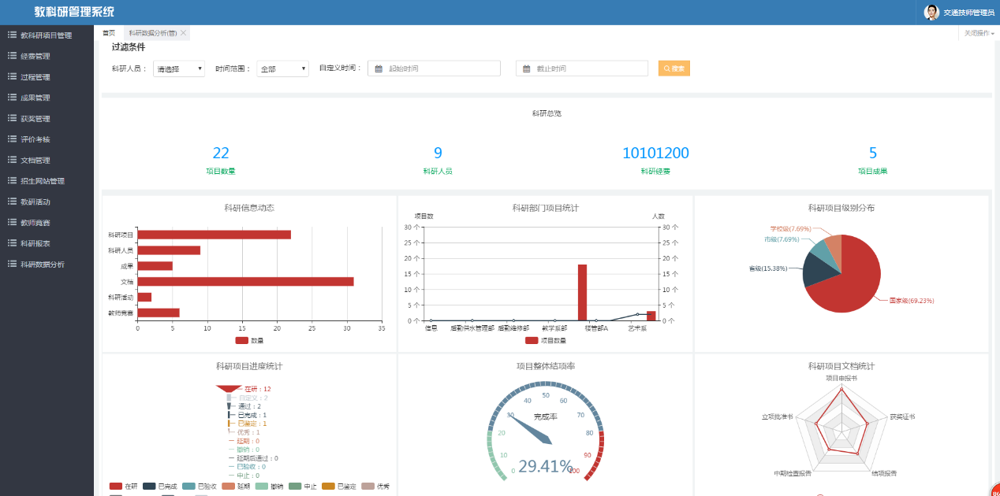 教科研管理系统
交通技师管理员
教科研项目管理
经费管理
过程管理
成果管理
获奖管理
评价考核
文档管理
招生网站管理
教研活动
教师竞赛
科研报表
科研数据分析
首页 科研数据分析(管)
关闭操作
过滤条件
科研人员： 请选择 时间范围： 全部 自定义时间： 起始时间 截止时间 搜索
科研总览
22 9 10101200 5
项目数量 科研人员 科研经费 项目成果
科研信息动态
科研项目
科研人员
成果
文档
科研活动
教师竞赛
0 5 10 15 20 25 30 35
数量
科研部门项目统计
项目数 人数
30 个 30 个
25 个 25 个
20 个 20 个
15 个 15 个
10 个 10 个
5 个 5 个
0 个 0 个
信息 后勤供水管理部 后勤维修部 教学系部 楼管部A 艺术系
项目数量
科研项目级别分布
学校级(7.69%)
市级(7.69%)
省级(15.38%)
国家级(69.23%)
科研项目进度统计
在研：12
自定义：2
通过：2
已完成：1
已鉴定：1
优秀：1
延期：0
撤销：0
延期后通过：0
已验收：0
中止：0
在研 已完成 已验收 延期 撤销 中止 已鉴定 优秀
项目整体结项率
0 10 20 30 40 50 60 70 80 90 100
完成率
29.41%
科研项目文档统计
项目申报书
立项批准书 获奖证书
中期检查报告 结项报告